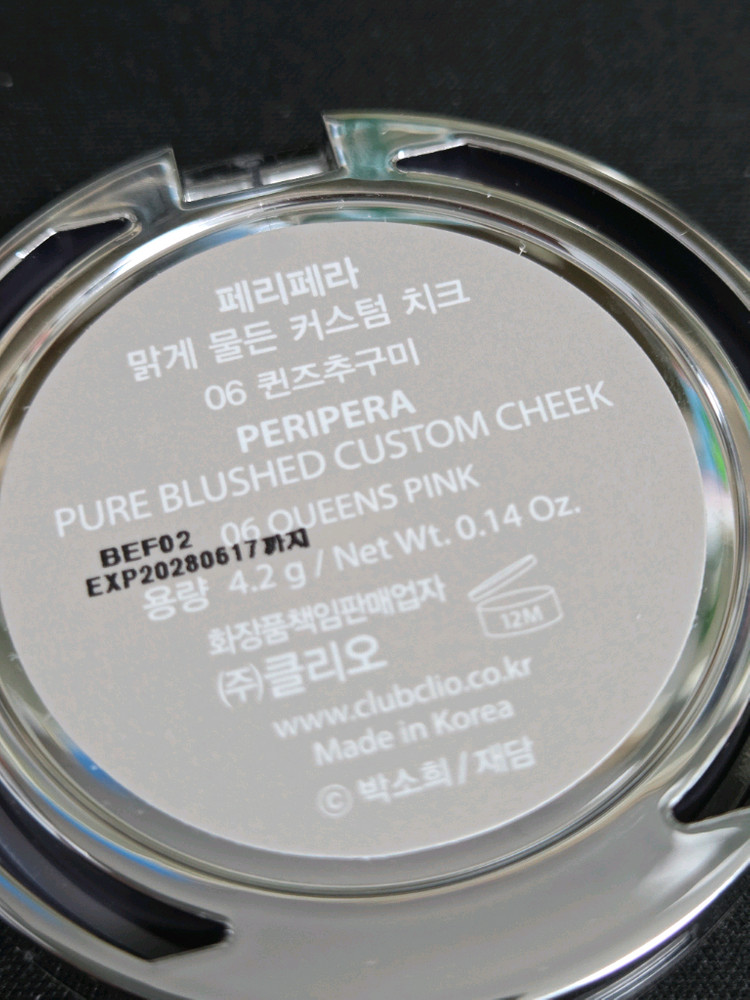 페리페라
맑게 물든 커스텀 치크
06 퀸즈추구미
PERIPERA
PURE BLUSHED CUSTOM CHEEK
06 QUEENS PINK
BEF02
EXP20280617까지
용량 4.2 g / Net Wt. 0.14 Oz.
화장품책임판매업자
12M
(주)클리오
www.clubclio.co.kr
Made in Korea
© 박소희 / 재담